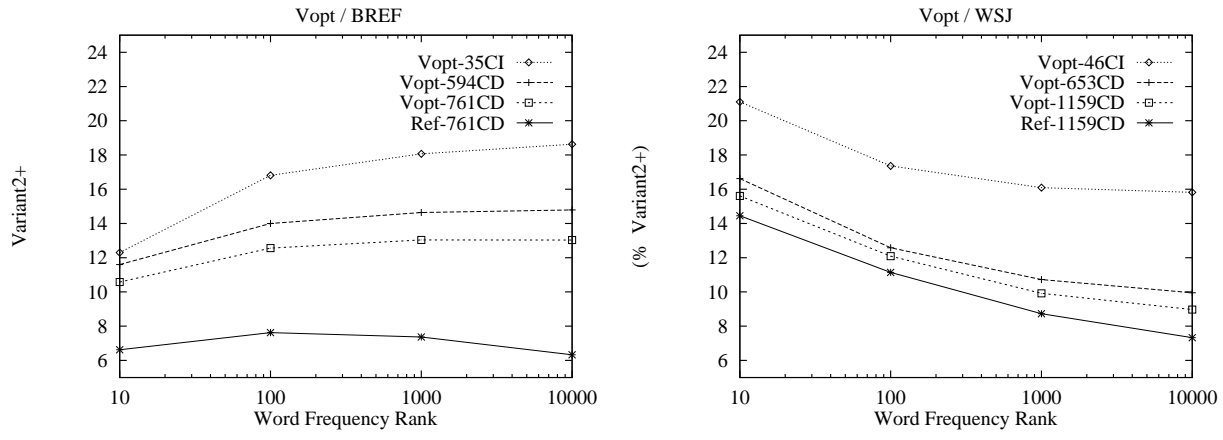 Vopt / BREF
Variant2+
24
22
20
18
16
14
12
10
8
6
10
100
1000
10000
Word Frequency Rank
Vopt-35CI
Vopt-594CD
Vopt-761CD
Ref-761CD
Vopt / WSJ
(% Variant2+)
24
22
20
18
16
14
12
10
8
6
10
100
1000
10000
Word Frequency Rank
Vopt-46CI
Vopt-653CD
Vopt-1159CD
Ref-1159CD